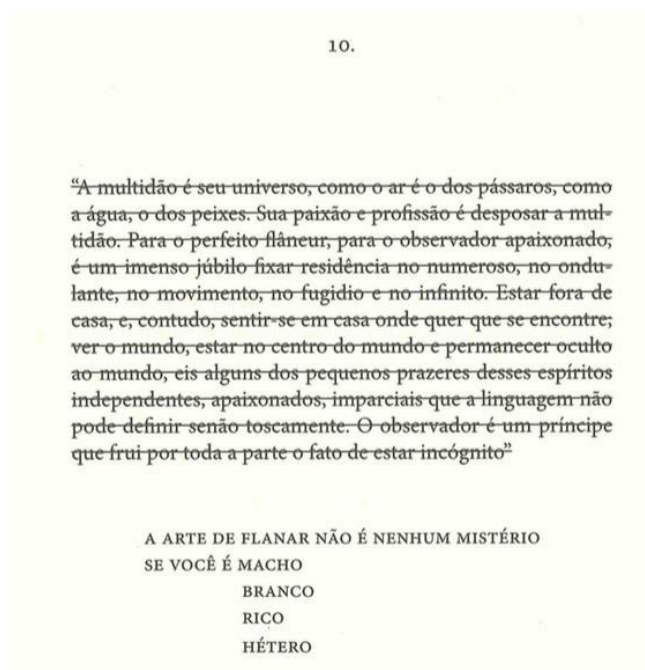 10.
“A multidão é seu universo, como o ar é o dos pássaros, como
a água, o dos peixes. Sua paixão e profissão é desposar a mul-
tidão. Para o perfeito flâneur, para o observador apaixonado,
é um imenso júbilo fixar residência no numeroso, no ondu-
lante, no movimento, no fugidio e no infinito. Estar fora de
casa, e, contudo, sentir-se em casa onde quer que se encontre;
ver o mundo, estar no centro do mundo e permanecer oculto
ao mundo, eis alguns dos pequenos prazeres desses espíritos
independentes, apaixonados, imparciais que a linguagem não
pode definir senão toscamente. O observador é um príncipe
que frui por toda a parte o fato de estar incógnito”
A ARTE DE FLANAR NÃO É NENHUM MISTÉRIO
SE VOCÊ É MACHO
BRANCO
RICO
HÉTERO